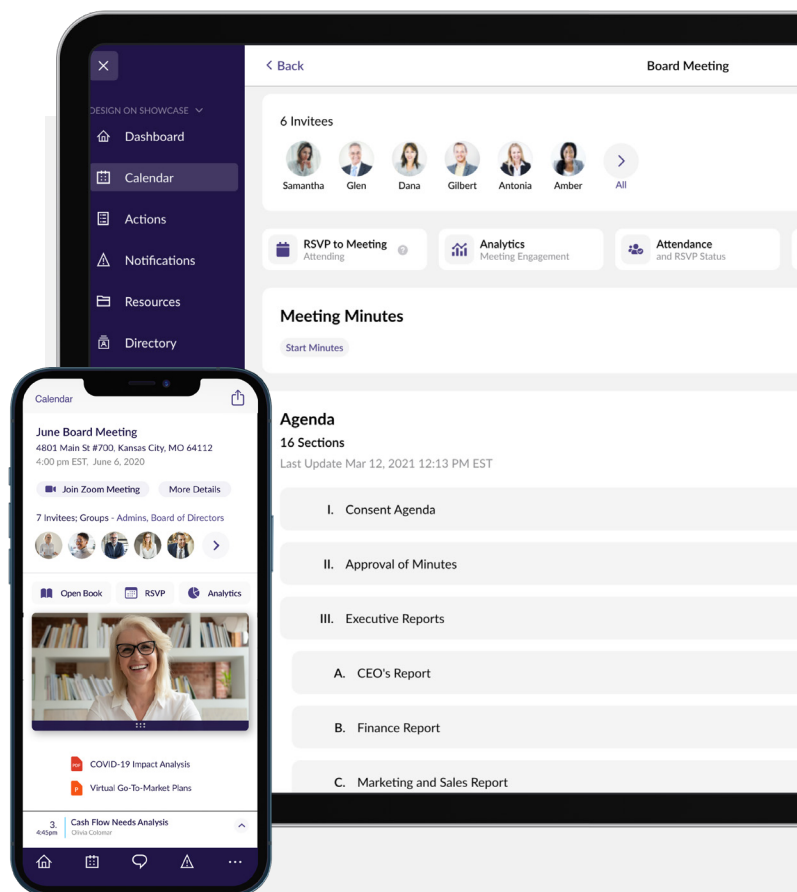 DESIGN ON SHOWCASE
Dashboard
Calendar
Actions
Notifications
Resources
Directory
Back
Board Meeting
6 Invitees
Samantha
Glen
Dana
Gilbert
Antonia
Amber
All
RSVP to Meeting
Attending
?
Analytics
Meeting Engagement
Attendance
and RSVP Status
Meeting Minutes
Start Minutes
Agenda
16 Sections
Last Update Mar 12, 2021 12:13 PM EST
I. Consent Agenda
II. Approval of Minutes
III. Executive Reports
A. CEO's Report
B. Finance Report
C. Marketing and Sales Report
Calendar
June Board Meeting
4801 Main St #700, Kansas City, MO 64112
4:00 pm EST, June 6, 2020
Join Zoom Meeting
More Details
7 Invitees; Groups - Admins, Board of Directors
Open Book
RSVP
Analytics
PDF
COVID-19 Impact Analysis
P
Virtual Go-To-Market Plans
3. Cash Flow Needs Analysis
4:45pm Olivia Colomar